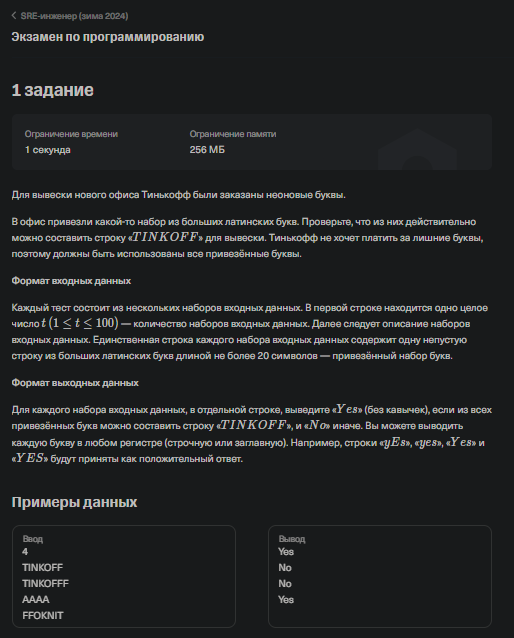 SRE-инженер (зима 2024)
Экзамен по программированию
1 задание
Ограничение времени
1 секунда
Ограничение памяти
256 МБ
Для вывески нового офиса Тинькофф были заказаны неоновые буквы.
В офис привезли какой-то набор из больших латинских букв. Проверьте, что из них действительно
можно составить строку «TINKOFF» для вывески. Тинькофф не хочет платить за лишние буквы,
поэтому должны быть использованы все привезённые буквы.
Формат входных данных
Каждый тест состоит из нескольких наборов входных данных. В первой строке находится одно целое
число t (1 ≤ t ≤ 100) — количество наборов входных данных. Далее следует описание наборов
входных данных. Единственная строка каждого набора входных данных содержит одну непустую
строку из больших латинских букв длиной не более 20 символов — привезённый набор букв.
Формат выходных данных
Для каждого набора входных данных, в отдельной строке, выведите «Yes» (без кавычек), если из всех
привезённых букв можно составить строку «TINKOFF», и «No» иначе. Вы можете выводить
каждую букву в любом регистре (строчную или заглавную). Например, строки «yEs», «yes», «Yes» и
«YES» будут приняты как положительный ответ.
Примеры данных
Ввод
4
TINKOFF
TINKOFFF
AAAA
FFOKNIT
Вывод
Yes
No
No
Yes